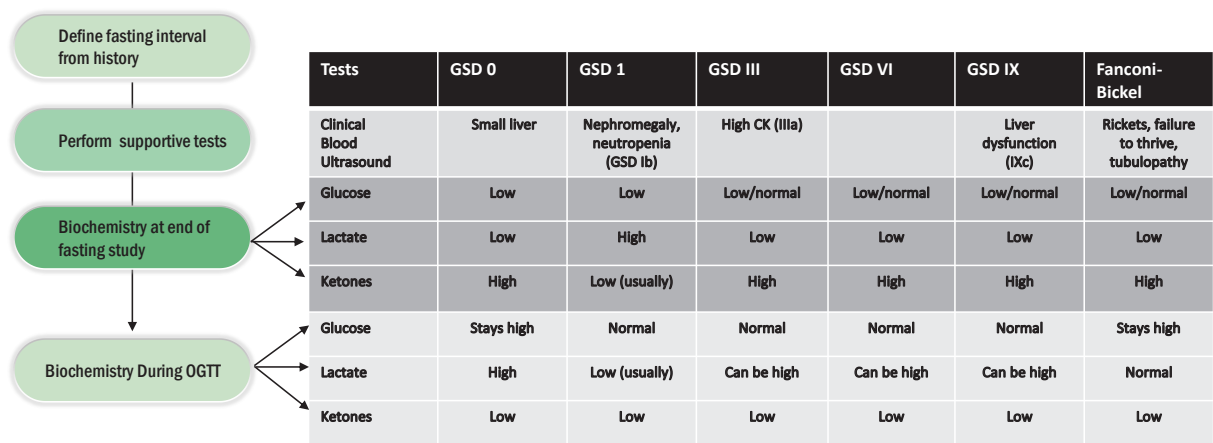 Define fasting interval
from history
Perform supportive tests
Biochemistry at end of
fasting study
Biochemistry During OGTT
Tests GSD 0 GSD 1 GSD III GSD VI GSD IX Fanconi-
Bickel
Clinical Small liver Nephromegaly, High CK (IIIa) Liver Rickets, failure
Blood neutropenia dysfunction to thrive,
Ultrasound (GSD Ib) (IXc) tubulopathy
Glucose Low Low Low/normal Low/normal Low/normal Low/normal
Lactate Low High Low Low Low Low
Ketones High Low (usually) High High High High
Glucose Stays high Normal Normal Normal Normal Stays high
Lactate High Low (usually) Can be high Can be high Can be high Normal
Ketones Low Low Low Low Low Low